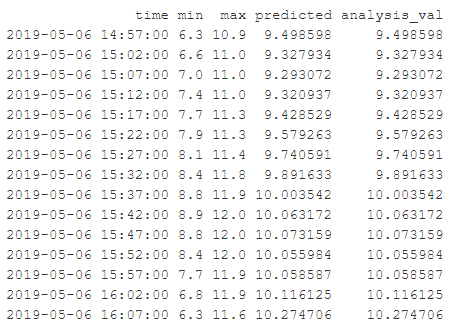 time min max predicted analysis_val
2019-05-06 14:57:00 6.3 10.9 9.498598 9.498598
2019-05-06 15:02:00 6.6 11.0 9.327934 9.327934
2019-05-06 15:07:00 7.0 11.0 9.293072 9.293072
2019-05-06 15:12:00 7.4 11.0 9.320937 9.320937
2019-05-06 15:17:00 7.7 11.3 9.428529 9.428529
2019-05-06 15:22:00 7.9 11.3 9.579263 9.579263
2019-05-06 15:27:00 8.1 11.4 9.740591 9.740591
2019-05-06 15:32:00 8.4 11.8 9.891633 9.891633
2019-05-06 15:37:00 8.8 11.9 10.003542 10.003542
2019-05-06 15:42:00 8.9 12.0 10.063172 10.063172
2019-05-06 15:47:00 8.8 12.0 10.073159 10.073159
2019-05-06 15:52:00 8.4 12.0 10.055984 10.055984
2019-05-06 15:57:00 7.7 11.9 10.058587 10.058587
2019-05-06 16:02:00 6.8 11.9 10.116125 10.116125
2019-05-06 16:07:00 6.3 11.6 10.274706 10.274706